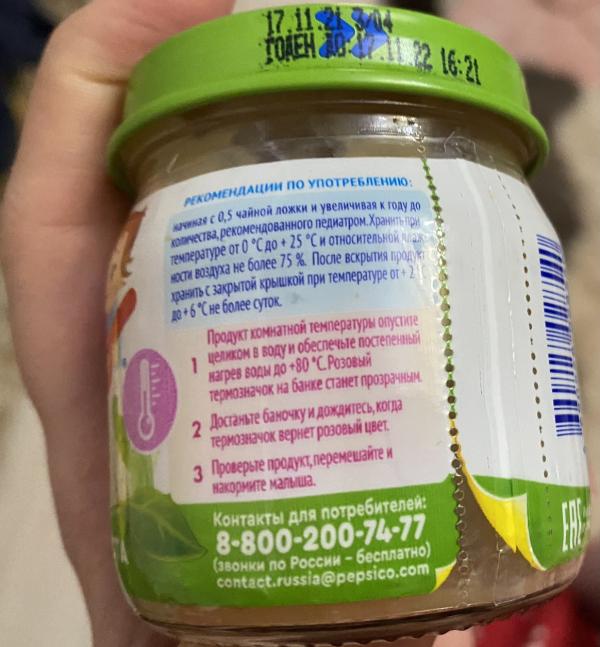 17.11.21 3/04
ГОДЕН ДО 17.11.22 16:21
РЕКОМЕНДАЦИИ ПО УПОТРЕБЛЕНИЮ:
начиная с 0,5 чайной ложки и увеличивая к году до
количества, рекомендованного педиатром. Хранить при
температуре от 0 °C до + 25 °C и относительной влаж-
ности воздуха не более 75 %. После вскрытия продукт
хранить с закрытой крышкой при температуре от + 2 °C
до + 6 °C не более суток.
1 Продукт комнатной температуры опустите
целиком в воду и обеспечьте постепенный
нагрев воды до +80 °C. Розовый
термозначок на банке станет прозрачным.
2 Достаньте баночку и дождитесь, когда
термозначок вернет розовый цвет.
3 Проверьте продукт, перемешайте и
накормите малыша.
Контакты для потребителей:
8-800-200-74-77
(звонки по России – бесплатно)
contact.russia@pepsico.com
EAC